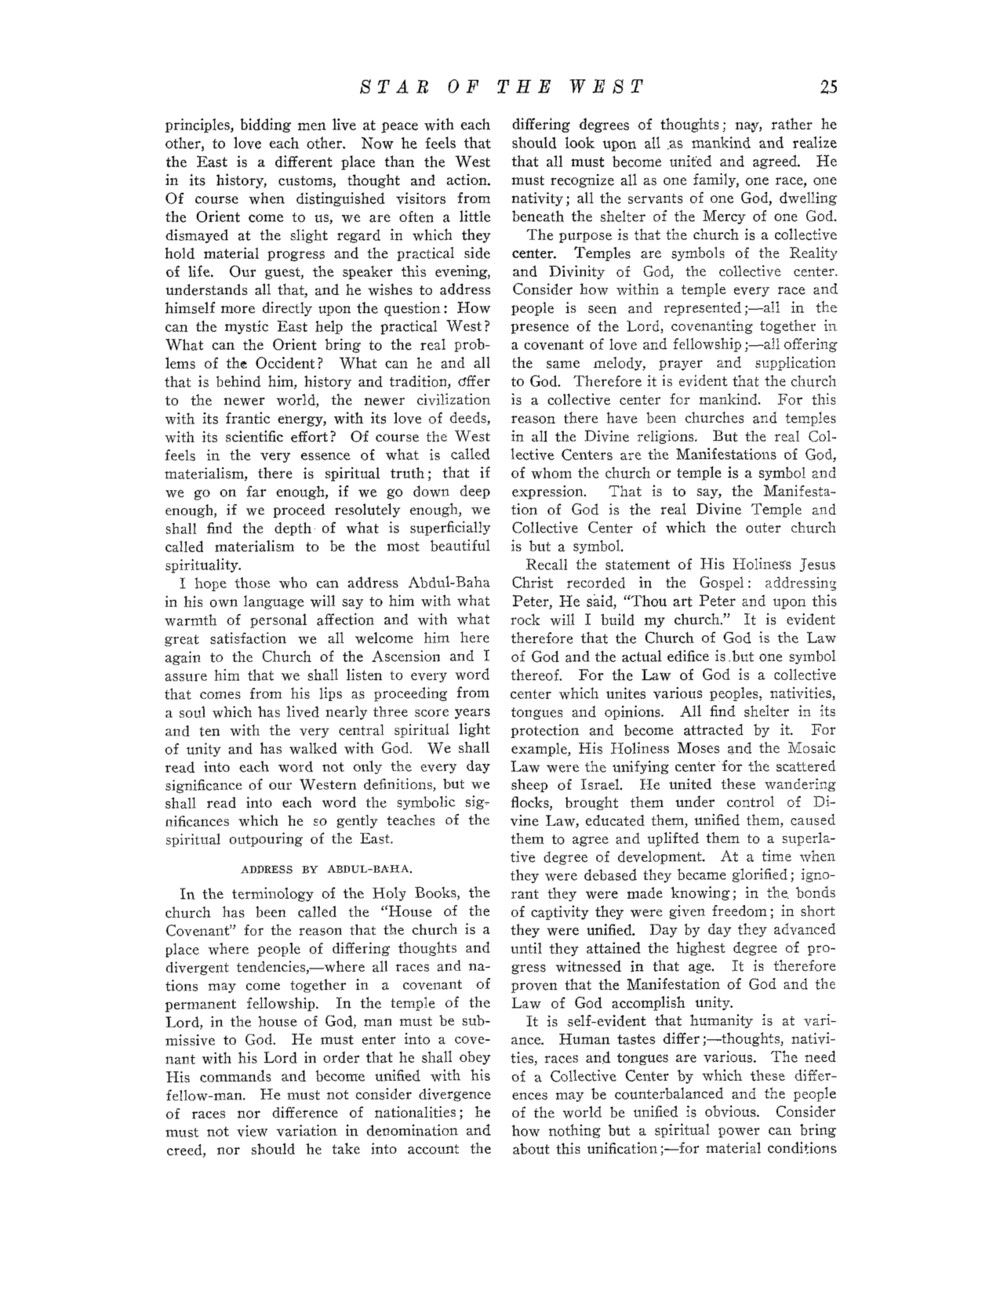 STAR OF THE WEST 25
principles, bidding men live at peace with each
other, to love each other. Now he feels that
the East is a different place than the West
in its history, customs, thought and action.
Of course when distinguished visitors from
the Orient come to us, we are often a little
dismayed at the slight regard in which they
hold material progress and the practical side
of life. Our guest, the speaker this evening,
understands all that, and he wishes to address
himself more directly upon the question: How
can the mystic East help the practical West?
What can the Orient bring to the real prob-
lems of the Occident? What can he and all
that is behind him, history and tradition, offer
to the newer world, the newer civilization
with its frantic energy, with its love of deeds,
with its scientific effort? Of course the West
feels in the very essence of what is called
materialism, there is spiritual truth; that if
we go on far enough, if we go down deep
enough, if we proceed resolutely enough, we
shall find the depth of what is superficially
called materialism to be the most beautiful
spirituality.
I hope those who can address Abdul-Baha
in his own language will say to him with what
warmth of personal affection and with what
great satisfaction we all welcome him here
again to the Church of the Ascension and I
assure him that we shall listen to every word
that comes from his lips as proceeding from
a soul which has lived nearly three score years
and ten with the very central spiritual light
of unity and has walked with God. We shall
read into each word not only the every day
significance of our Western definitions, but we
shall read into each word the symbolic sig-
nificances which he so gently teaches of the
spiritual outpouring of the East.
ADDRESS BY ABDUL-BAHA.
In the terminology of the Holy Books, the
church has been called the "House of the
Covenant" for the reason that the church is a
place where people of differing thoughts and
divergent tendencies,—where all races and na-
tions may come together in a covenant of
permanent fellowship. In the temple of the
Lord, in the house of God, man must be sub-
missive to God. He must enter into a cove-
nant with his Lord in order that he shall obey
His commands and become unified with his
fellow-man. He must not consider divergence
of races nor difference of nationalities; he
must not view variation in denomination and
creed, nor should he take into account the
differing degrees of thoughts; nay, rather he
should look upon all as mankind and realize
that all must become united and agreed. He
must recognize all as one family, one race, one
nativity; all the servants of one God, dwelling
beneath the shelter of the Mercy of one God.
The purpose is that the church is a collective
center. Temples are symbols of the Reality
and Divinity of God, the collective center.
Consider how within a temple every race and
people is seen and represented;—all in the
presence of the Lord, covenanting together in
a covenant of love and fellowship;—all offering
the same melody, prayer and supplication
to God. Therefore it is evident that the church
is a collective center for mankind. For this
reason there have been churches and temples
in all the Divine religions. But the real Col-
lective Centers are the Manifestations of God,
of whom the church or temple is a symbol and
expression. That is to say, the Manifesta-
tion of God is the real Divine Temple and
Collective Center of which the outer church
is but a symbol.
Recall the statement of His Holiness Jesus
Christ recorded in the Gospel: addressing
Peter, He said, "Thou art Peter and upon this
rock will I build my church." It is evident
therefore that the Church of God is the Law
of God and the actual edifice is but one symbol
thereof. For the Law of God is a collective
center which unites various peoples, nativities,
tongues and opinions. All find shelter in its
protection and become attracted by it. For
example, His Holiness Moses and the Mosaic
Law were the unifying center for the scattered
sheep of Israel. He united these wandering
flocks, brought them under control of Di-
vine Law, educated them, unified them, caused
them to agree and uplifted them to a superla-
tive degree of development. At a time when
they were debased they became glorified; igno-
rant they were made knowing; in the bonds
of captivity they were given freedom; in short
they were unified. Day by day they advanced
until they attained the highest degree of pro-
gress witnessed in that age. It is therefore
proven that the Manifestation of God and the
Law of God accomplish unity.
It is self-evident that humanity is at vari-
ance. Human tastes differ;—thoughts, nativi-
ties, races and tongues are various. The need
of a Collective Center by which these differ-
ences may be counterbalanced and the people
of the world be unified is obvious. Consider
how nothing but a spiritual power can bring
about this unification;—for material conditions